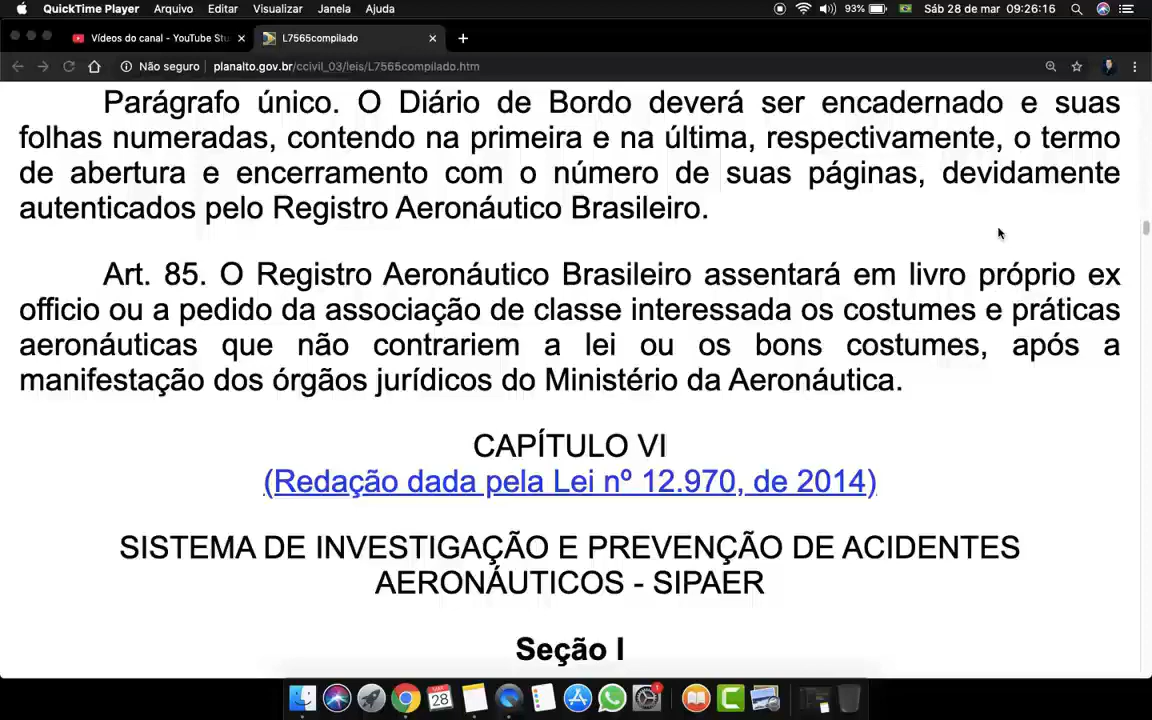 QuickTime Player Arquivo Editar Visualizar Janela Ajuda 93% Sáb 28 de mar 09:26:16
Vídeos do canal - YouTube Stu L7565compilado
Não seguro planalto.gov.br/ccivil_03/leis/L7565compilado.htm
Parágrafo único. O Diário de Bordo deverá ser encadernado e suas
folhas numeradas, contendo na primeira e na última, respectivamente, o termo
de abertura e encerramento com o número de suas páginas, devidamente
autenticados pelo Registro Aeronáutico Brasileiro.
Art. 85. O Registro Aeronáutico Brasileiro assentará em livro próprio ex
officio ou a pedido da associação de classe interessada os costumes e práticas
aeronáuticas que não contrariem a lei ou os bons costumes, após a
manifestação dos órgãos jurídicos do Ministério da Aeronáutica.
CAPÍTULO VI
(Redação dada pela Lei nº 12.970, de 2014)
SISTEMA DE INVESTIGAÇÃO E PREVENÇÃO DE ACIDENTES
AERONÁUTICOS - SIPAER
Seção I
28